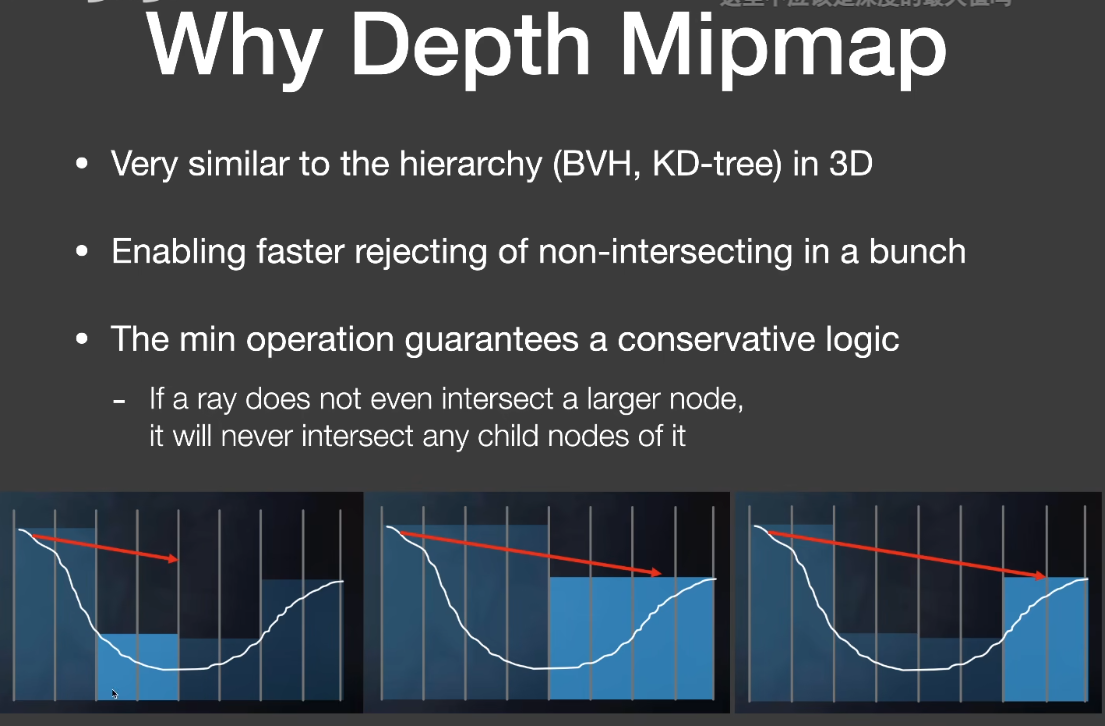 Why Depth Mipmap
• Very similar to the hierarchy (BVH, KD-tree) in 3D
• Enabling faster rejecting of non-intersecting in a bunch
• The min operation guarantees a conservative logic
- If a ray does not even intersect a larger node,
it will never intersect any child nodes of it